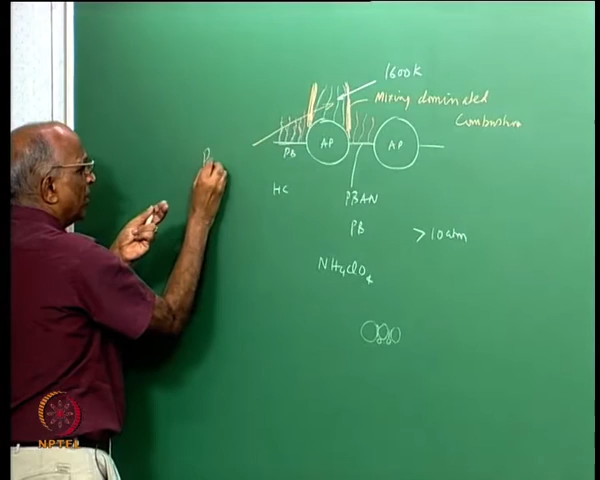 1600k
Mixing dominated
Combustion
AP
AP
PB
HC
PBAN
PB
> 10 atm
NH4ClO4
NPTEL